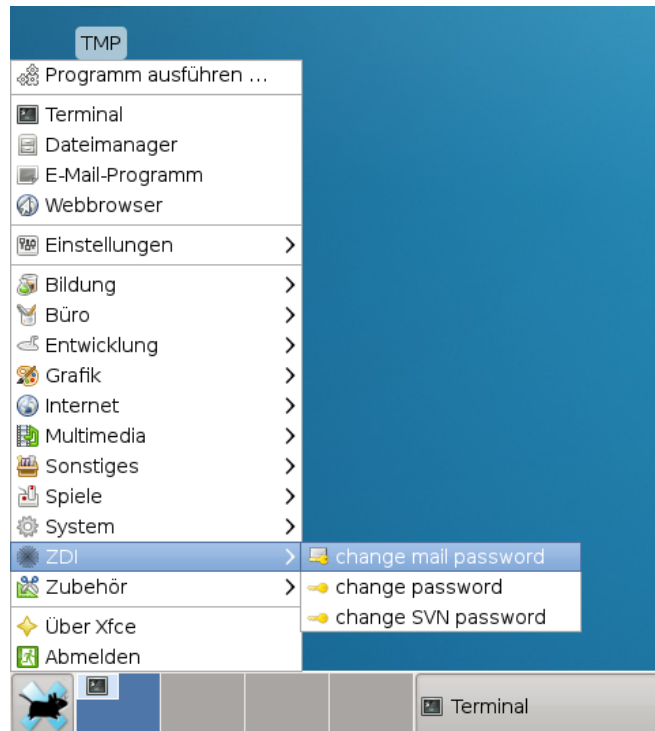 TMP
Programm ausführen ...
Terminal
Dateimanager
E-Mail-Programm
Webbrowser
Einstellungen
Bildung
Büro
Entwicklung
Grafik
Internet
Multimedia
Sonstiges
Spiele
System
ZDI
change mail password
Zubehör
change password
change SVN password
Über Xfce
Abmelden
Terminal